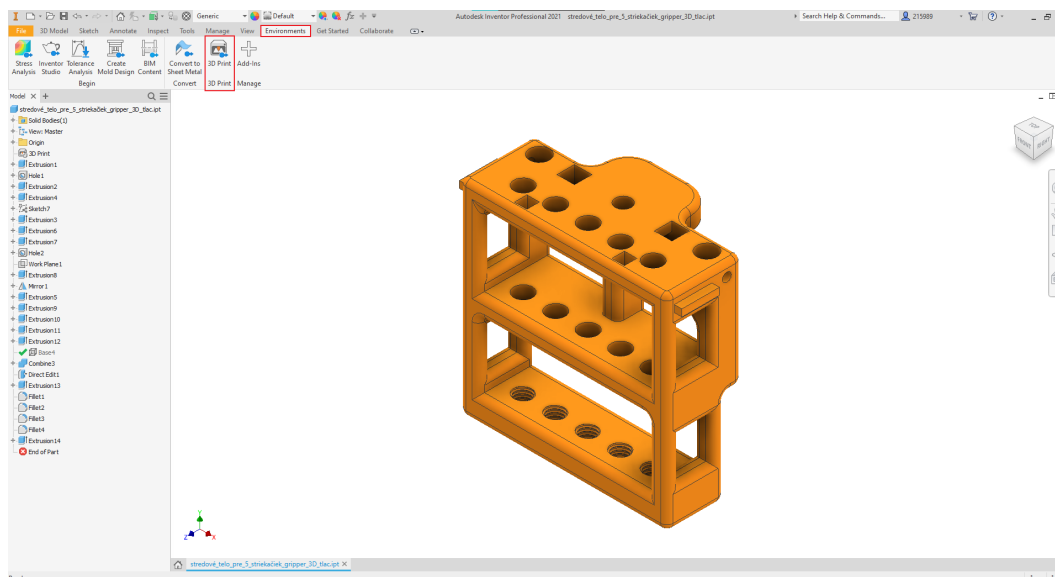 Generic
Default
Autodesk Inventor Professional 2021 stredové_telo_pre_5_striekačiek_gripper_3D_tlac.ipt
Search Help & Commands...
215989
File 3D Model Sketch Annotate Inspect Tools Manage View Environments Get Started Collaborate
Stress Analysis
Inventor Studio
Tolerance Analysis
Create Mold Design
BIM Content
Convert to Sheet Metal
3D Print
Add-Ins
Begin Convert 3D Print Manage
Model
stredové_telo_pre_5_striekačiek_gripper_3D_tlac.ipt
Solid Bodies(1)
View: Master
Origin
3D Print
Extrusion1
Hole1
Extrusion2
Extrusion4
Sketch7
Extrusion3
Extrusion6
Extrusion7
Hole2
Work Plane1
Extrusion8
Mirror1
Extrusion5
Extrusion9
Extrusion10
Extrusion11
Extrusion12
Base4
Combine3
Direct Edit1
Extrusion13
Fillet1
Fillet2
Fillet3
Fillet4
Extrusion14
End of Part
FRONT
RIGHT
Y
Z
X
stredové_telo_pre_5_striekačiek_gripper_3D_tlac.ipt